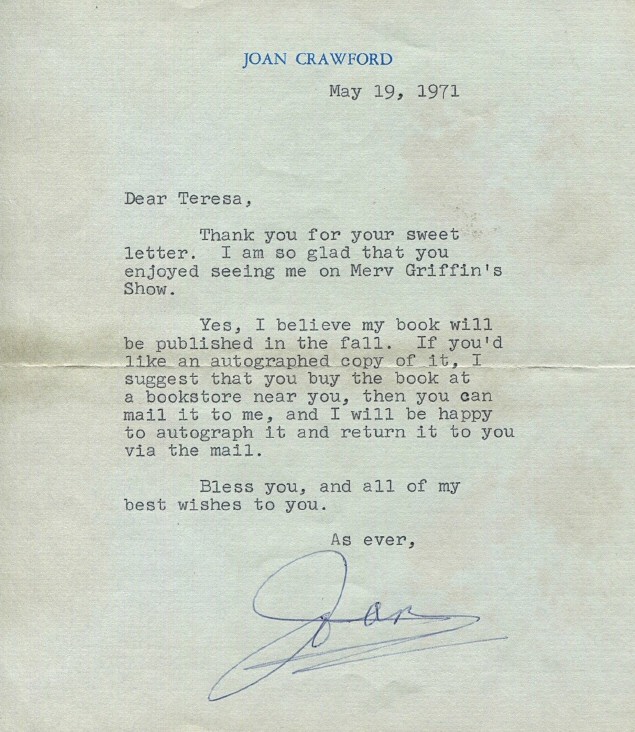 JOAN CRAWFORD
May 19, 1971
Dear Teresa,
Thank you for your sweet
letter.  I am so glad that you
enjoyed seeing me on Merv Griffin's
Show.
Yes, I believe my book will
be published in the fall.  If you'd
like an autographed copy of it, I
suggest that you buy the book at
a bookstore near you, then you can
mail it to me, and I will be happy
to autograph it and return it to you
via the mail.
Bless you, and all of my
best wishes to you.
As ever,
Joan